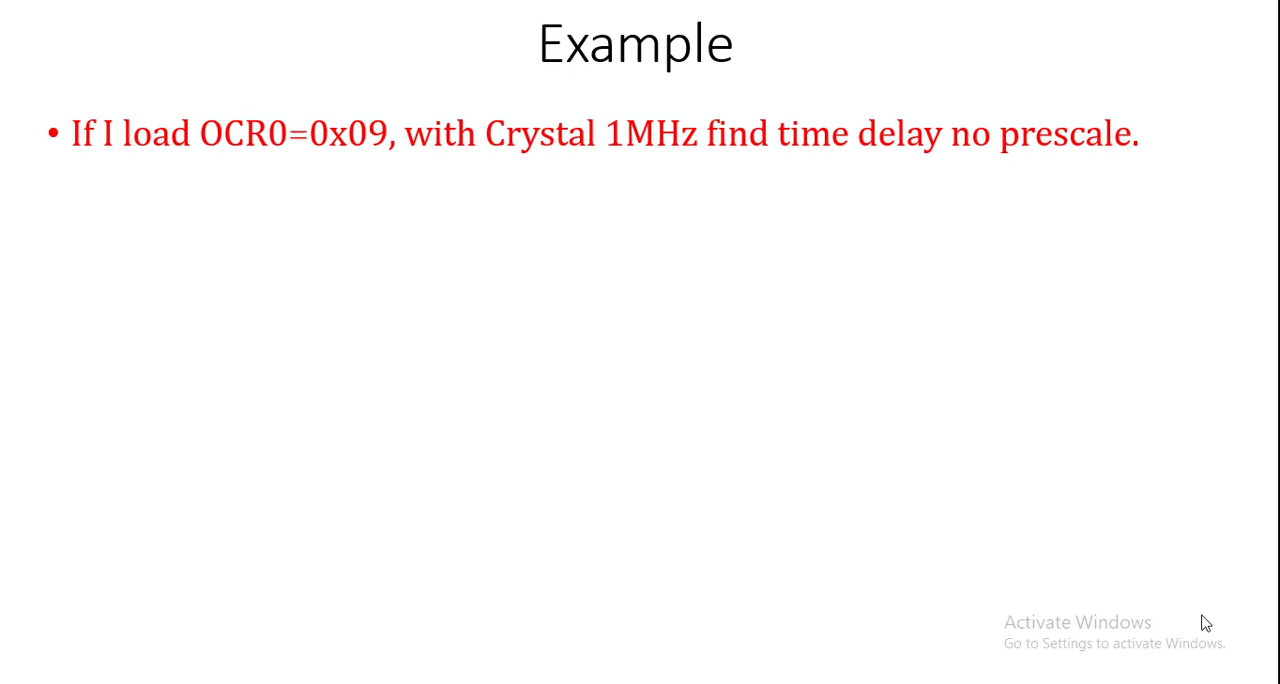 Example
• If I load OCR0=0x09, with Crystal 1MHz find time delay no prescale.
Activate Windows
Go to Settings to activate Windows.